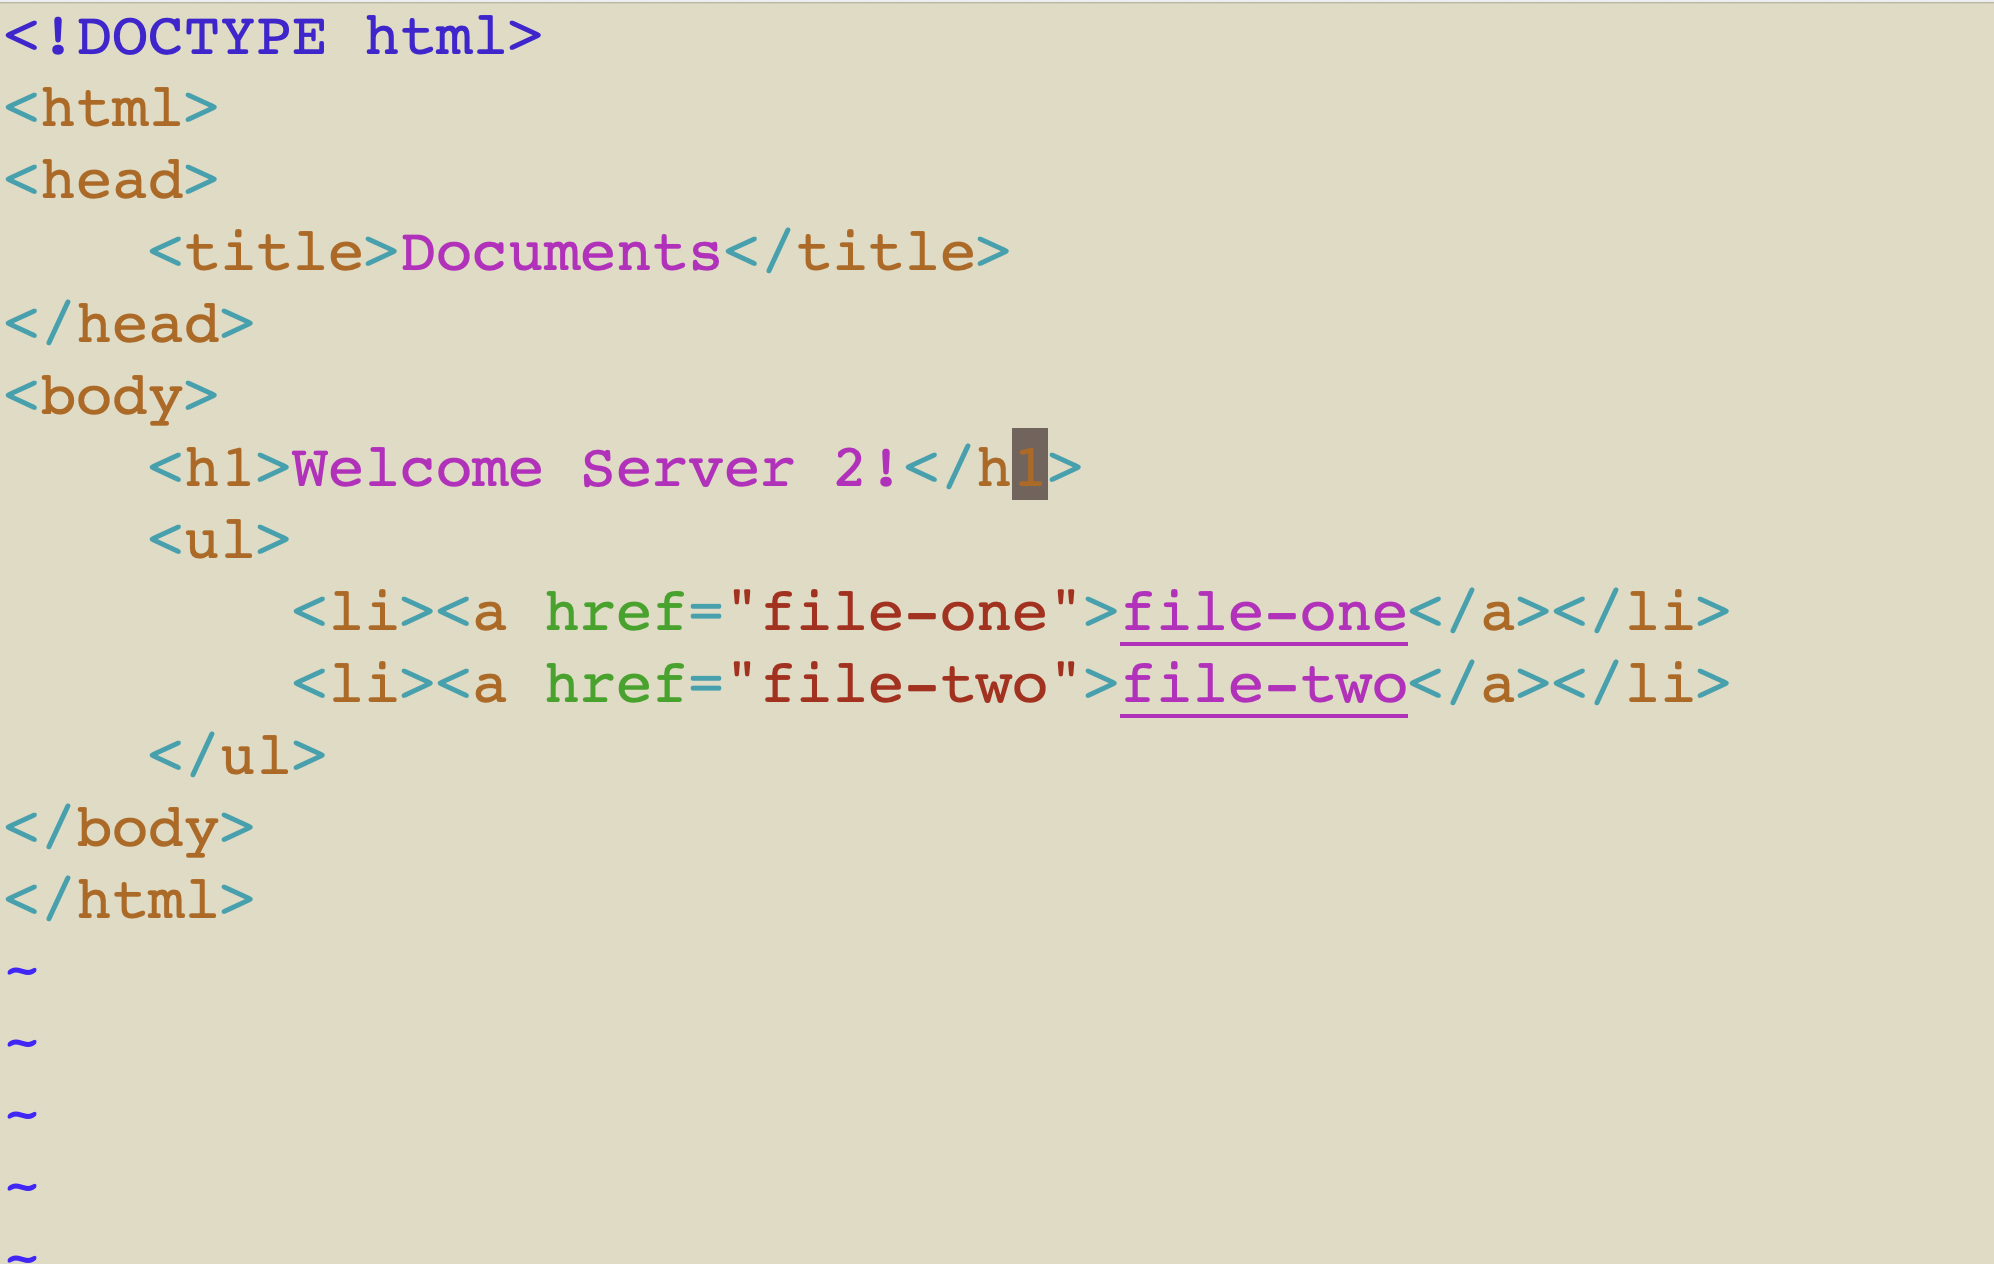 <!DOCTYPE html>
<html>
<head>
    <title>Documents</title>
</head>
<body>
    <h1>Welcome Server 2!</h1>
    <ul>
        <li><a href="file-one">file-one</a></li>
        <li><a href="file-two">file-two</a></li>
    </ul>
</body>
</html>
~
~
~
~
~